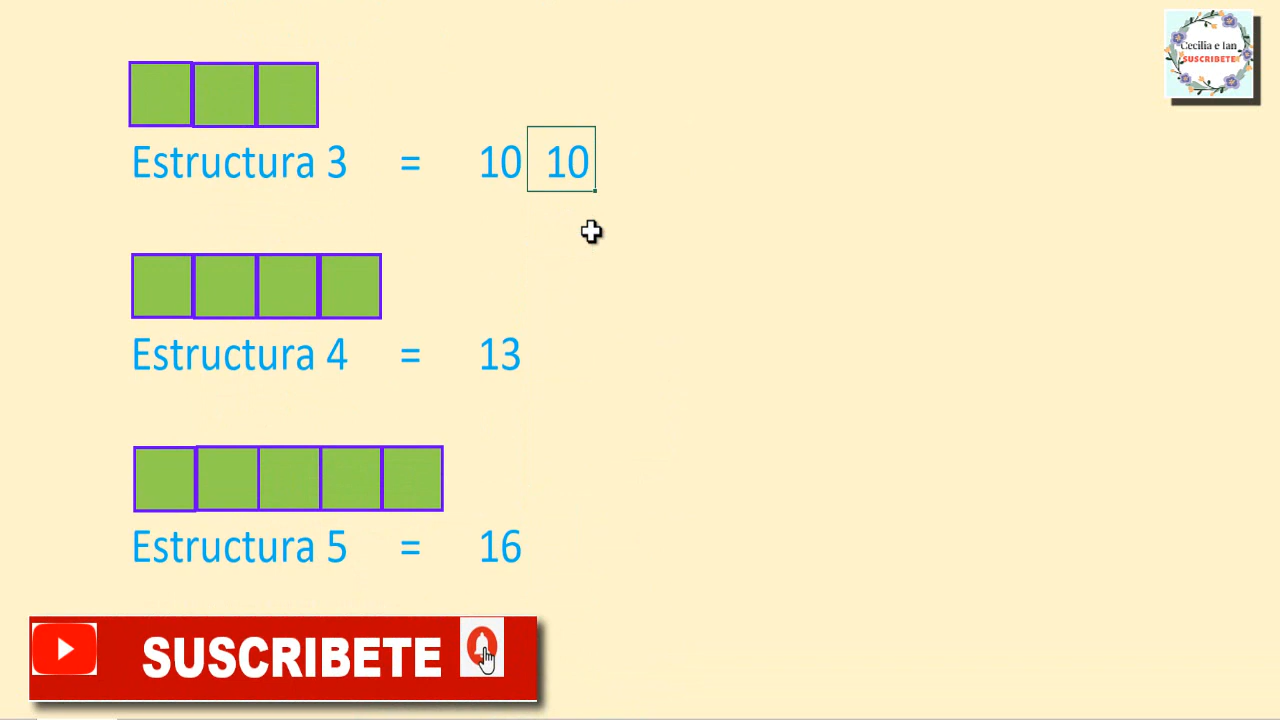 Cecilia e Ian
SUSCRIBETE
Estructura 3 = 10 10
Estructura 4 = 13
Estructura 5 = 16
SUSCRIBETE